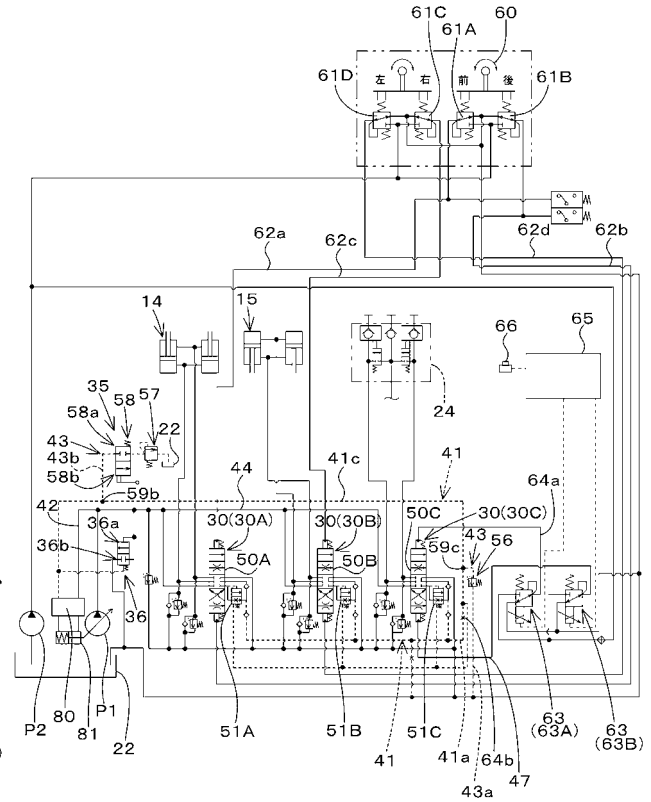 61C 60
61A
61D 61B
左 右 前 後
62a 62c 62d 62b
14 15
66 65
35 57
58a 58 22
24
43
43b
58b
41c 41
59b 44 64a
42
36a 30(30A) 30(30B) 50C 30(30C) 43
36b 50A 50B 59c 56
36
P2 80 P1 22
81
51A 51B 41 51C 41a 64b 63 63
(63A) (63B)
47
43a